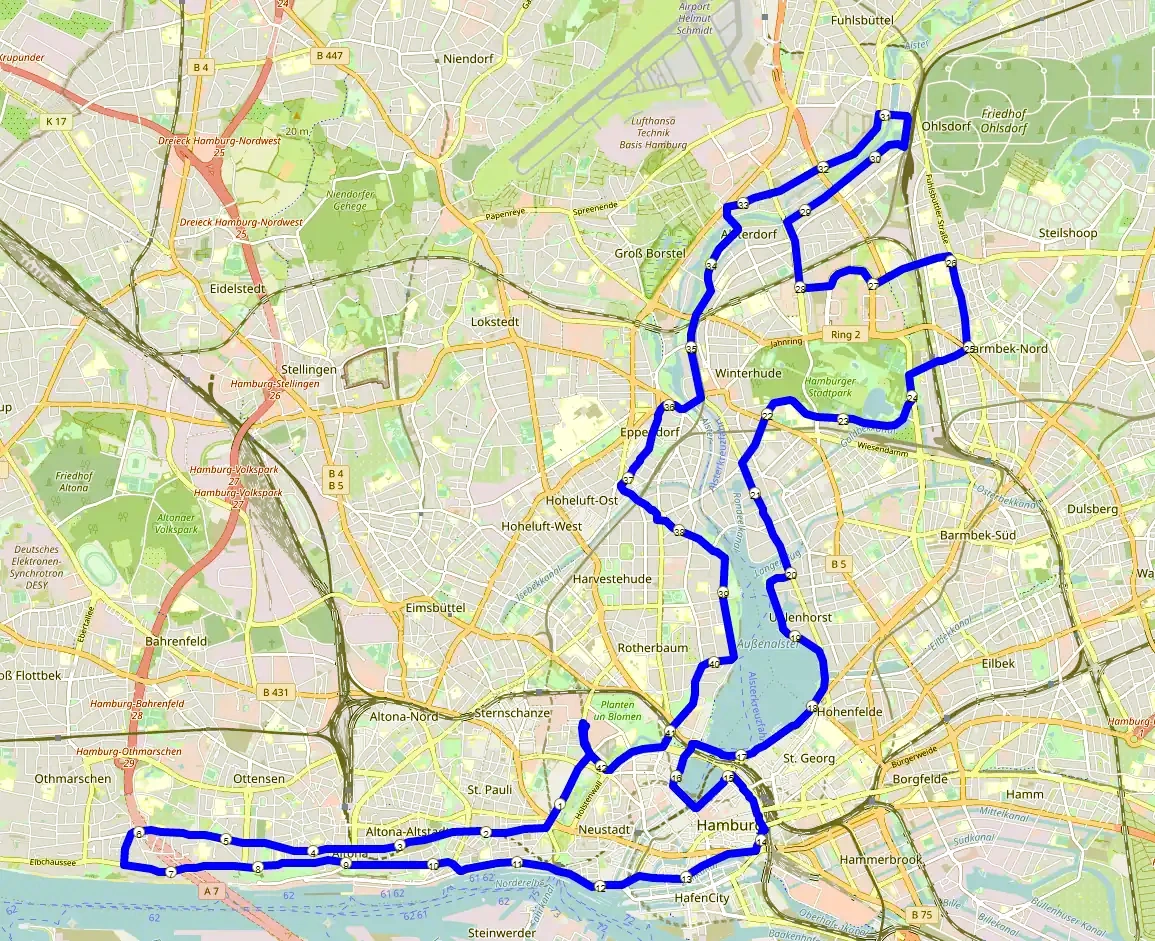 24
Airport
Helmut
Schmidt
Fuhlsbüttel
Krupunder
B 4
B 447
Niendorf
Alster
K 17
20 m
Dreieck Hamburg-Nordwest
25
Lufthansa
Technik
Basis Hamburg
31
Ohlsdorf
Friedhof
Ohlsdorf
30
32
Niendorfer
Gehege
Fuhlsbüttler Straße
Dreieck Hamburg-Nordwest
25
Papenreye
Spreenende
33
29
Steilshoop
Groß Borstel
34
26
Eidelstedt
28
27
Lokstedt
Ring 2
Jahnring
35
25
Barmbek-Nord
Stellingen
Hamburg-Stellingen
26
Winterhude
Hamburger
Stadtpark
24
up
36
22
23
Eppendorf
Wiesendamm
Hamburg-Volkspark
27
Friedhof
Altona
B 4
B 5
37
Hamburg-Volkspark
27
21
Hoheluft-Ost
Osterbekkanal
Dulsberg
Altonaer
Volkspark
Hoheluft-West
Rondeelkanal
38
Barmbek-Süd
Deutsches
Elektronen-
Synchrotron
DESY
B 5
Langer Zug
20
Wa
Harvestehude
39
Isebekkanal
Ebertallee
Eimsbüttel
Uhlenhorst
19
Eilbekkanal
Bahrenfeld
Rotherbaum
Außenalster
40
Eilbek
oß Flottbek
B 431
Alsterkreuzfahrt
Hamburg-Bahrenfeld
28
Planten
un Blomen
18
Hohenfelde
Altona-Nord
Sternschanze
Hamburg-H
1
41
Hamburg-Othmarschen
29
17
St. Georg
Bürgerweide
42
Othmarschen
Ottensen
16
15
Borgfelde
St. Pauli
Holstenwall
Hamm
1
Mittelkanal
6
Altona-Altstadt
2
Neustadt
Hamburg
5
3
14
Südkanal
4
Altona
Elbchaussee
9
10
11
Hammerbrook
7
8
13
12
A 7
62
61 62
Norderelbe
HafenCity
62
62 61
72
B 75
Bille
Billekanal
Bullenhuser Kanal
Oberhafenkanal
Baakenhafen
Steinwerder